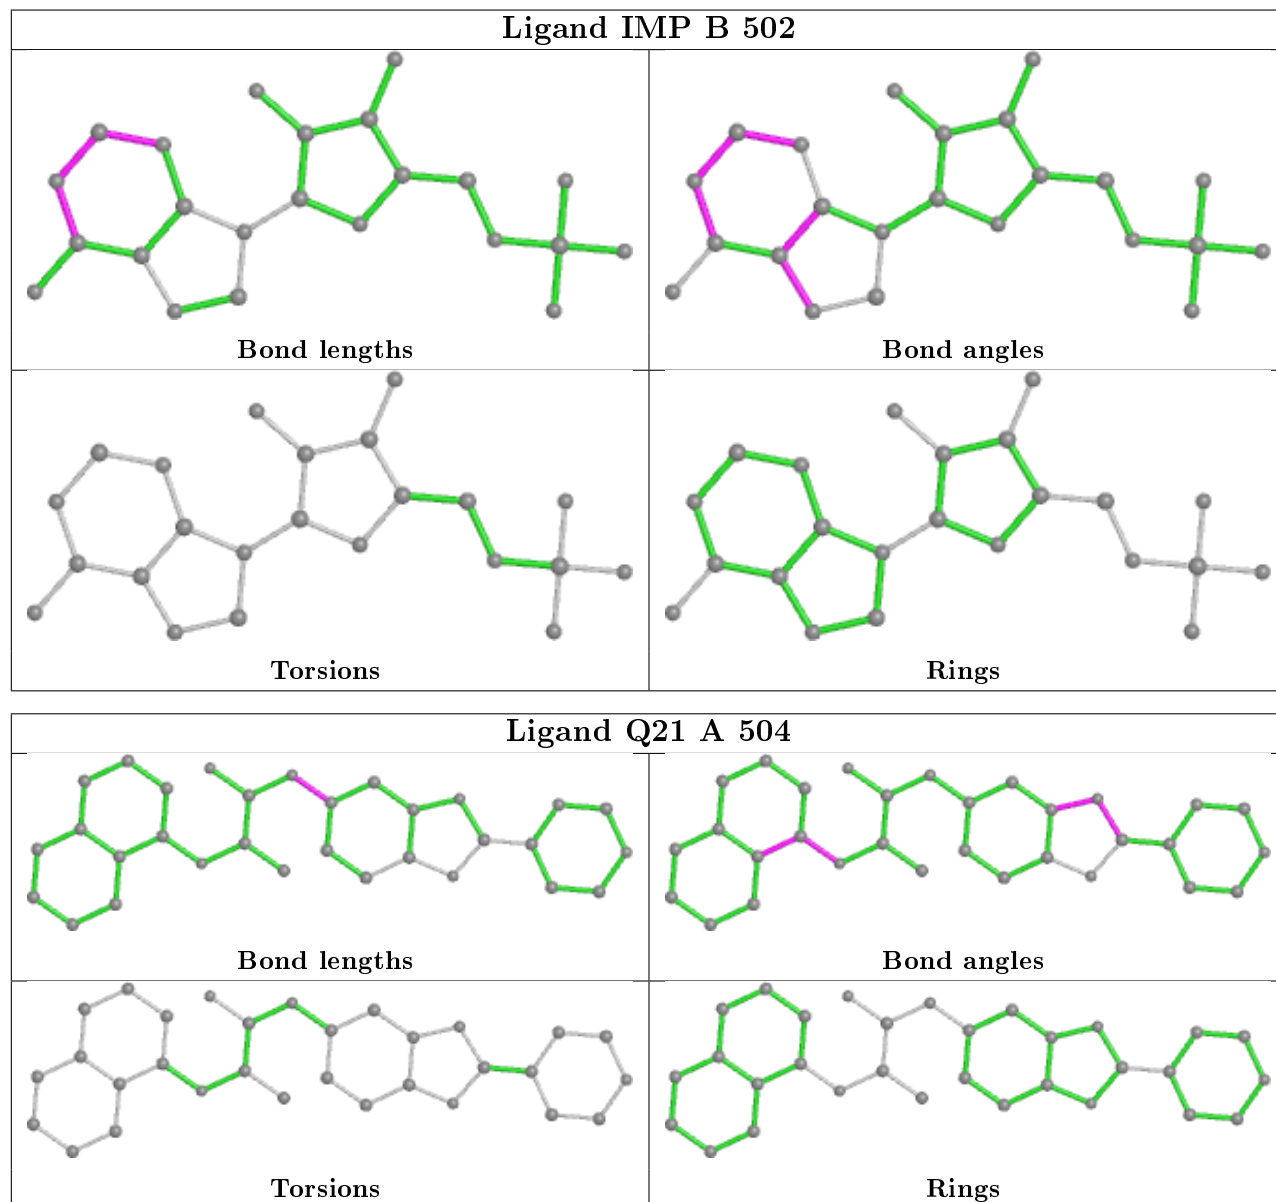 Ligand IMP B 502
Bond lengths
Bond angles
Torsions
Rings
Ligand Q21 A 504
Bond lengths
Bond angles
Torsions
Rings